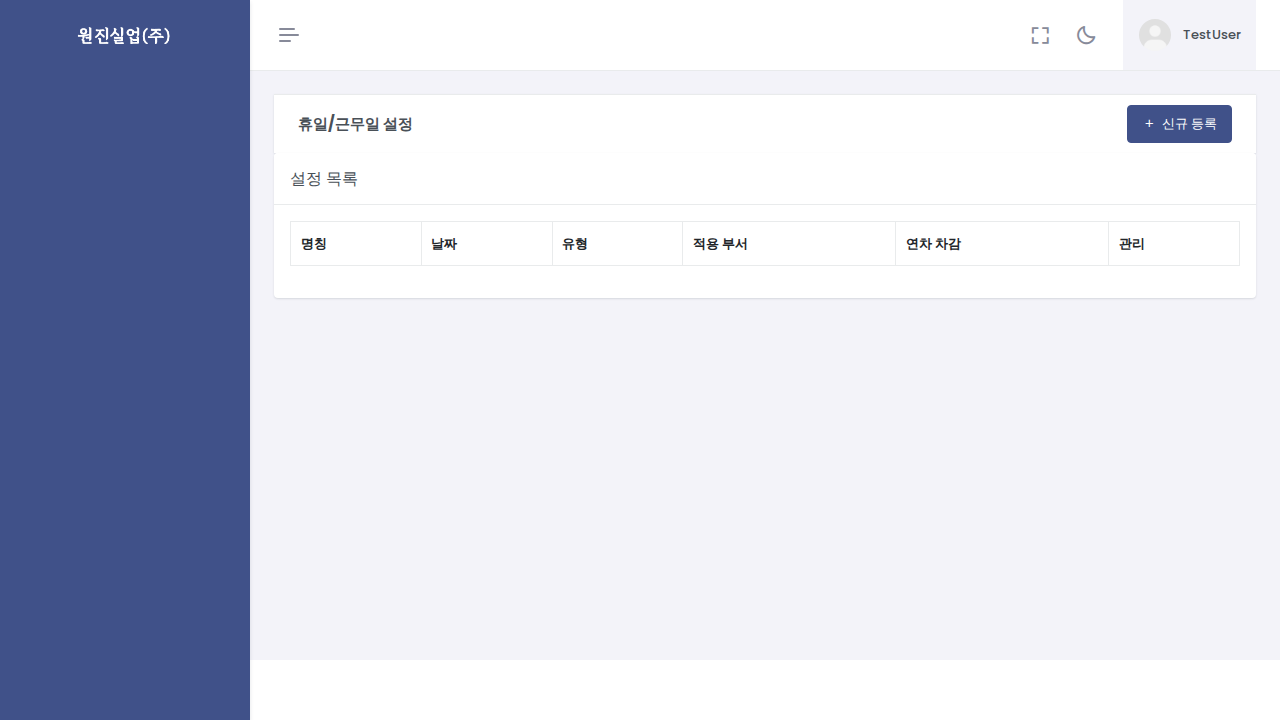 원진실업(주)
TestUser
휴일/근무일 설정
+ 신규 등록
설정 목록
명칭 날짜 유형 적용 부서 연차 차감 관리